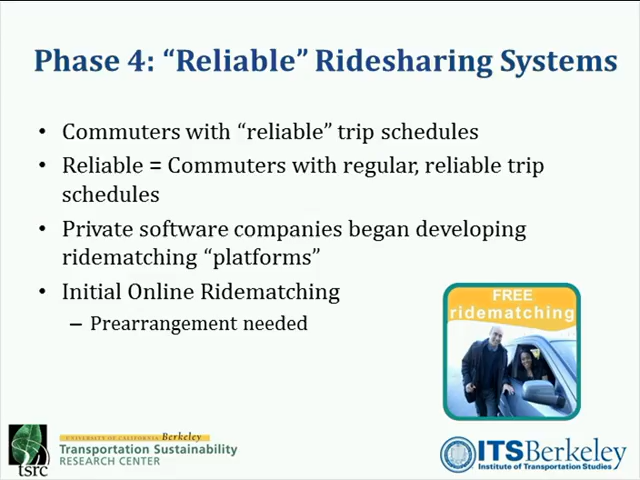 Phase 4: “Reliable” Ridesharing Systems
• Commuters with “reliable” trip schedules
• Reliable = Commuters with regular, reliable trip
schedules
• Private software companies began developing
ridematching “platforms”
• Initial Online Ridematching
– Prearrangement needed
FREE
ridematching
tsrc
UNIVERSITY OF CALIFORNIA Berkeley
Transportation Sustainability
RESEARCH CENTER
ITSBerkeley
Institute of Transportation Studies